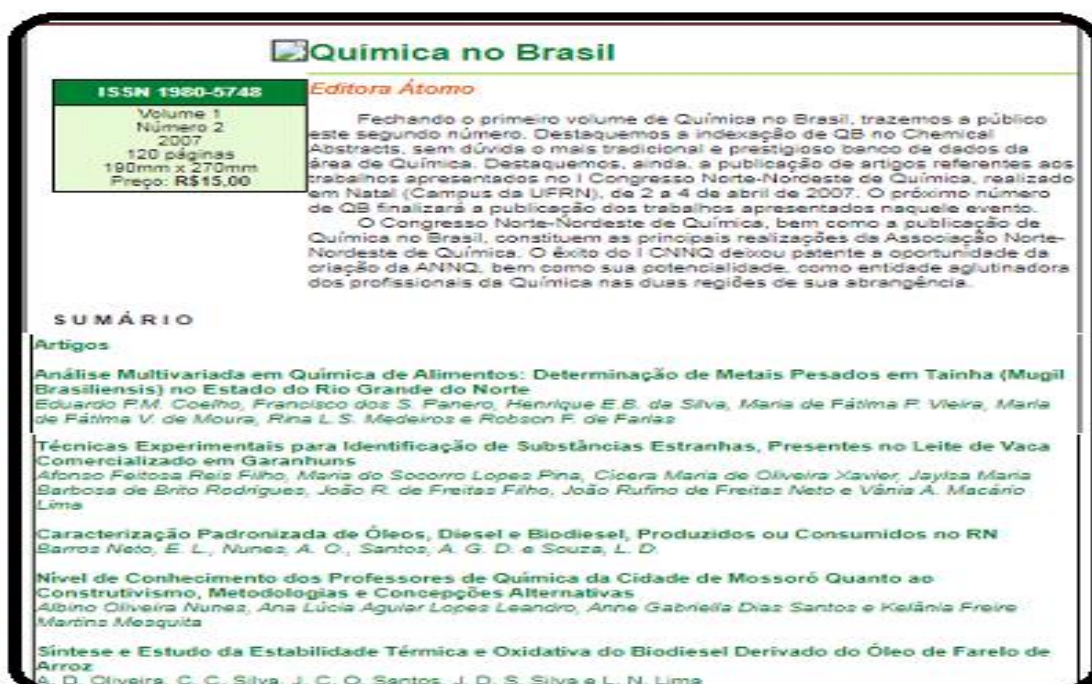 Química no Brasil
ISSN 1980-5748
Volume 1
Número 2
2007
120 páginas
190mm x 270mm
Preço: R$15,00
Editora Átomo
Fechando o primeiro volume de Química no Brasil, trazemos a público
este segundo número. Destaquemos a indexação de QB no Chemical
Abstracts, sem dúvida o mais tradicional e prestigioso banco de dados da
área de Química. Destaquemos, ainda, a publicação de artigos referentes aos
trabalhos apresentados no I Congresso Norte-Nordeste de Química, realizado
em Natal (Campus da UFRN), de 2 a 4 de abril de 2007. O próximo número
de QB finalizará a publicação dos trabalhos apresentados naquele evento.
O Congresso Norte-Nordeste de Química, bem como a publicação de
Química no Brasil, constituem as principais realizações da Associação Norte-
Nordeste de Química. O êxito do I CNNQ deixou patente a oportunidade da
criação da ANNQ, bem como sua potencialidade, como entidade aglutinadora
dos profissionais da Química nas duas regiões de sua abrangência.
SUMÁRIO
Artigos
Análise Multivariada em Química de Alimentos: Determinação de Metais Pesados em Tainha (Mugil
Brasiliensis) no Estado do Rio Grande do Norte
Eduardo P.M. Coelho, Francisco dos S. Panero, Henrique E.B. da Silva, Maria de Fátima P. Vieira, Maria
de Fátima V. de Moura, Rina L.S. Medeiros e Robson F. de Farias
Técnicas Experimentais para Identificação de Substâncias Estranhas, Presentes no Leite de Vaca
Comercializado em Garanhuns
Afonso Feitosa Reis Filho, Maria do Socorro Lopes Pina, Cicera Maria de Oliveira Xavier, Jaylsa Maria
Barbosa de Brito Rodrigues, João R. de Freitas Filho, João Rufino de Freitas Neto e Vânia A. Macário
Lima
Caracterização Padronizada de Óleos, Diesel e Biodiesel, Produzidos ou Consumidos no RN
Barros Neto, E. L., Nunes, A. O., Santos, A. G. D. e Souza, L. D.
Nível de Conhecimento dos Professores de Química da Cidade de Mossoró Quanto ao
Construtivismo, Metodologias e Concepções Alternativas
Albino Oliveira Nunes, Ana Lúcia Aguiar Lopes Leandro, Anne Gabriella Dias Santos e Kelânia Freire
Martins Mesquita
Síntese e Estudo da Estabilidade Térmica e Oxidativa do Biodiesel Derivado do Óleo de Farelo de
Arroz
A. D. Oliveira, C. C. Silva, J. C. O. Santos, J. D. S. Silva e L. N. Lima